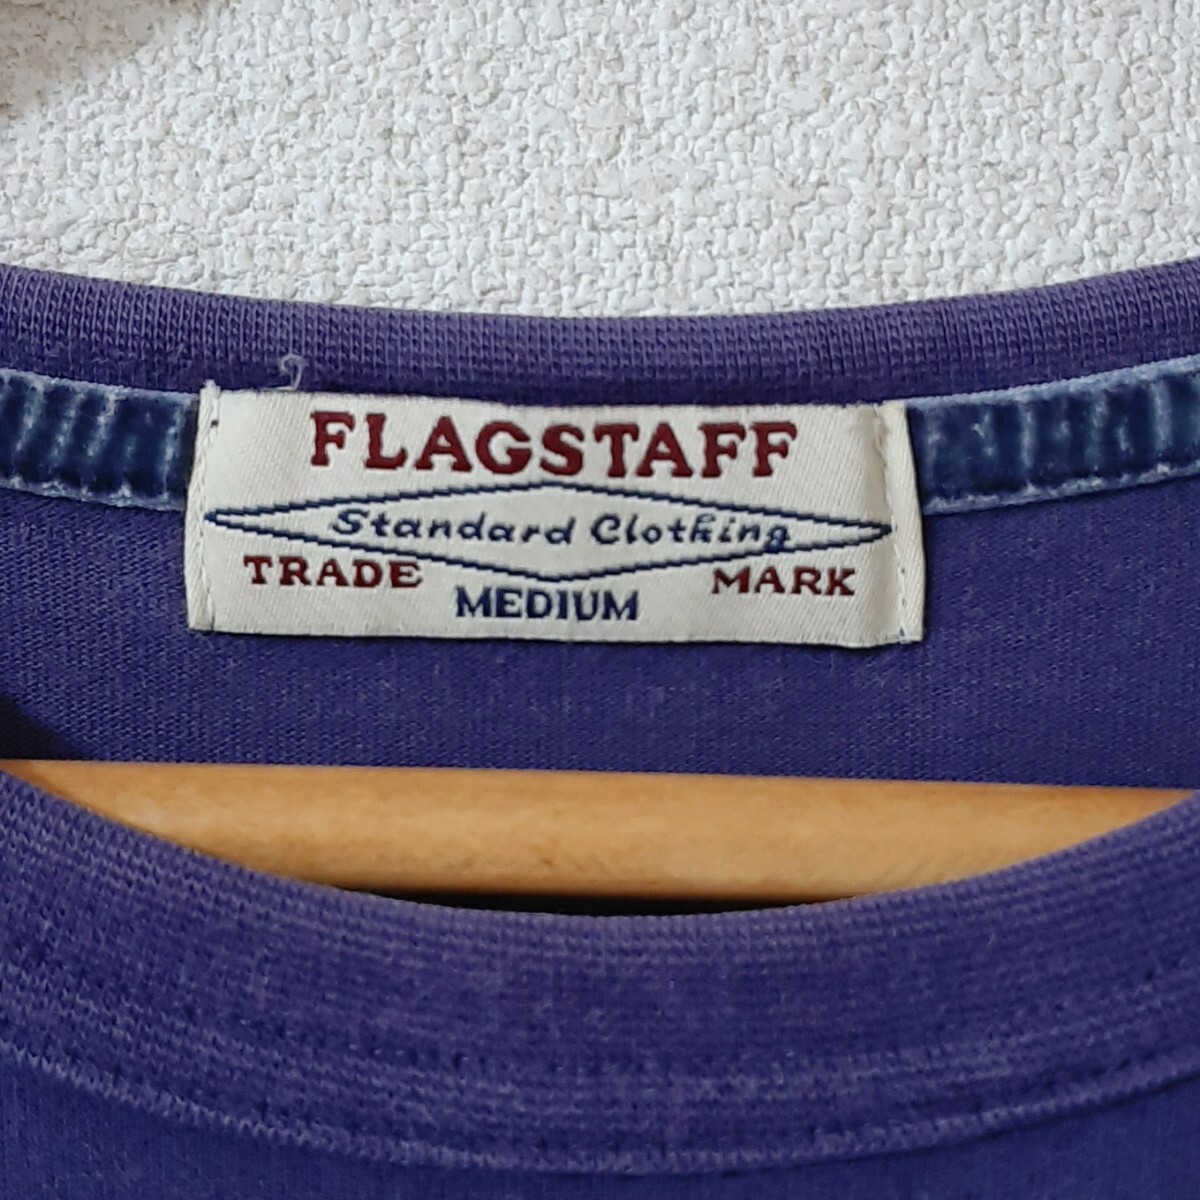 FLAGSTAFF
Standard Clothing
TRADE MARK
MEDIUM